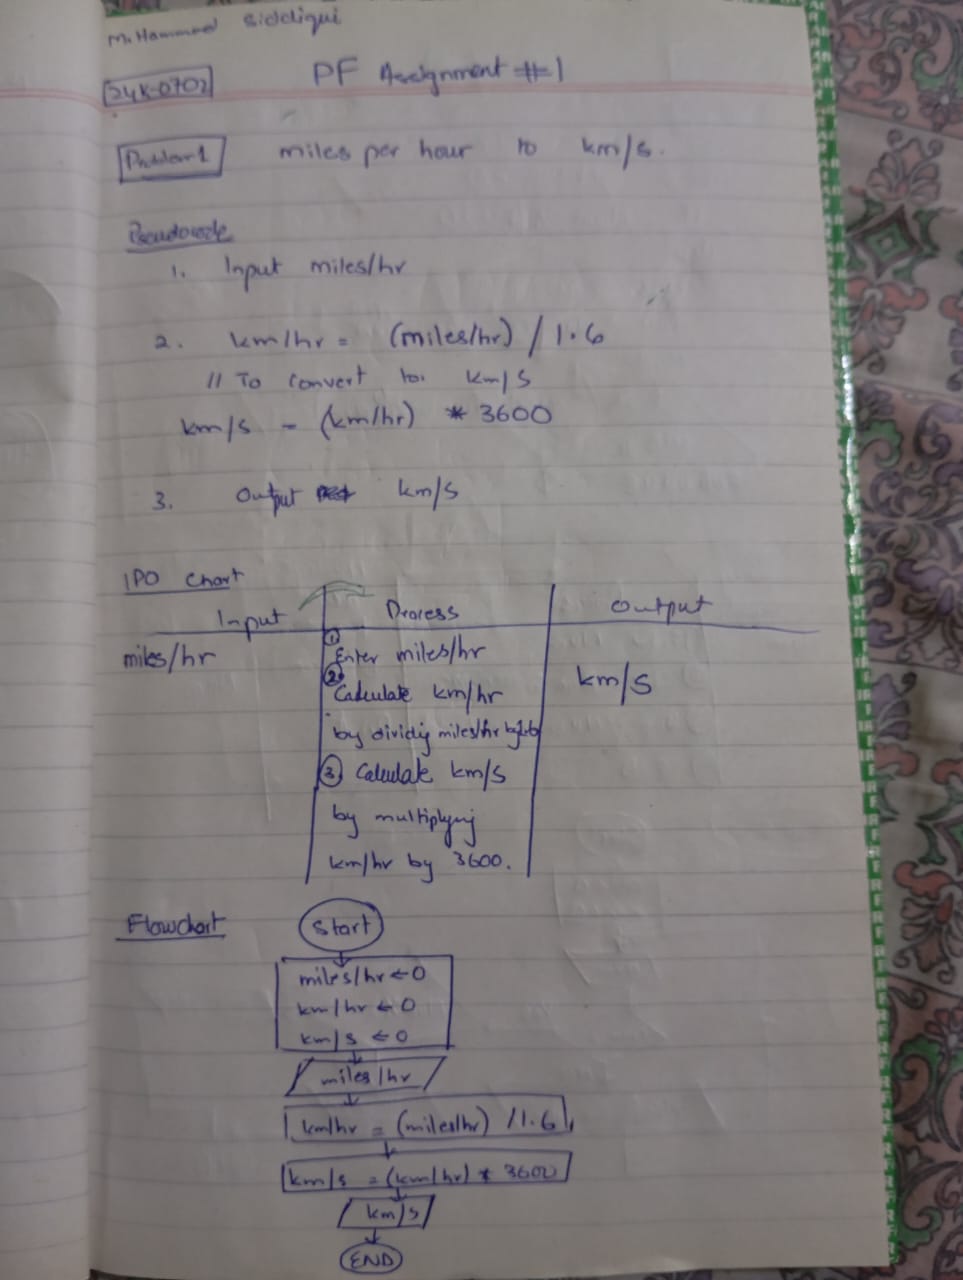 M. Hammad Siddiqui
24K-0702
PF Assignment #1
Problem 1 miles per hour to km/s.
Pseudocode
1. Input miles/hr
2. km/hr = (miles/hr) / 1.6
// To convert to km/s
km/s = (km/hr) * 3600
3. Output km/s
IPO Chart
Input Process Output
miles/hr
① Enter miles/hr
km/s
② Calculate km/hr
by dividing miles/hr by 1.6
③ Calculate km/s
by multiplying
km/hr by 3600.
Flowchart
Start
miles/hr ← 0
km/hr ← 0
km/s ← 0
miles/hr
km/hr = (miles/hr) / 1.6
km/s = (km/hr) * 3600
km/s
END